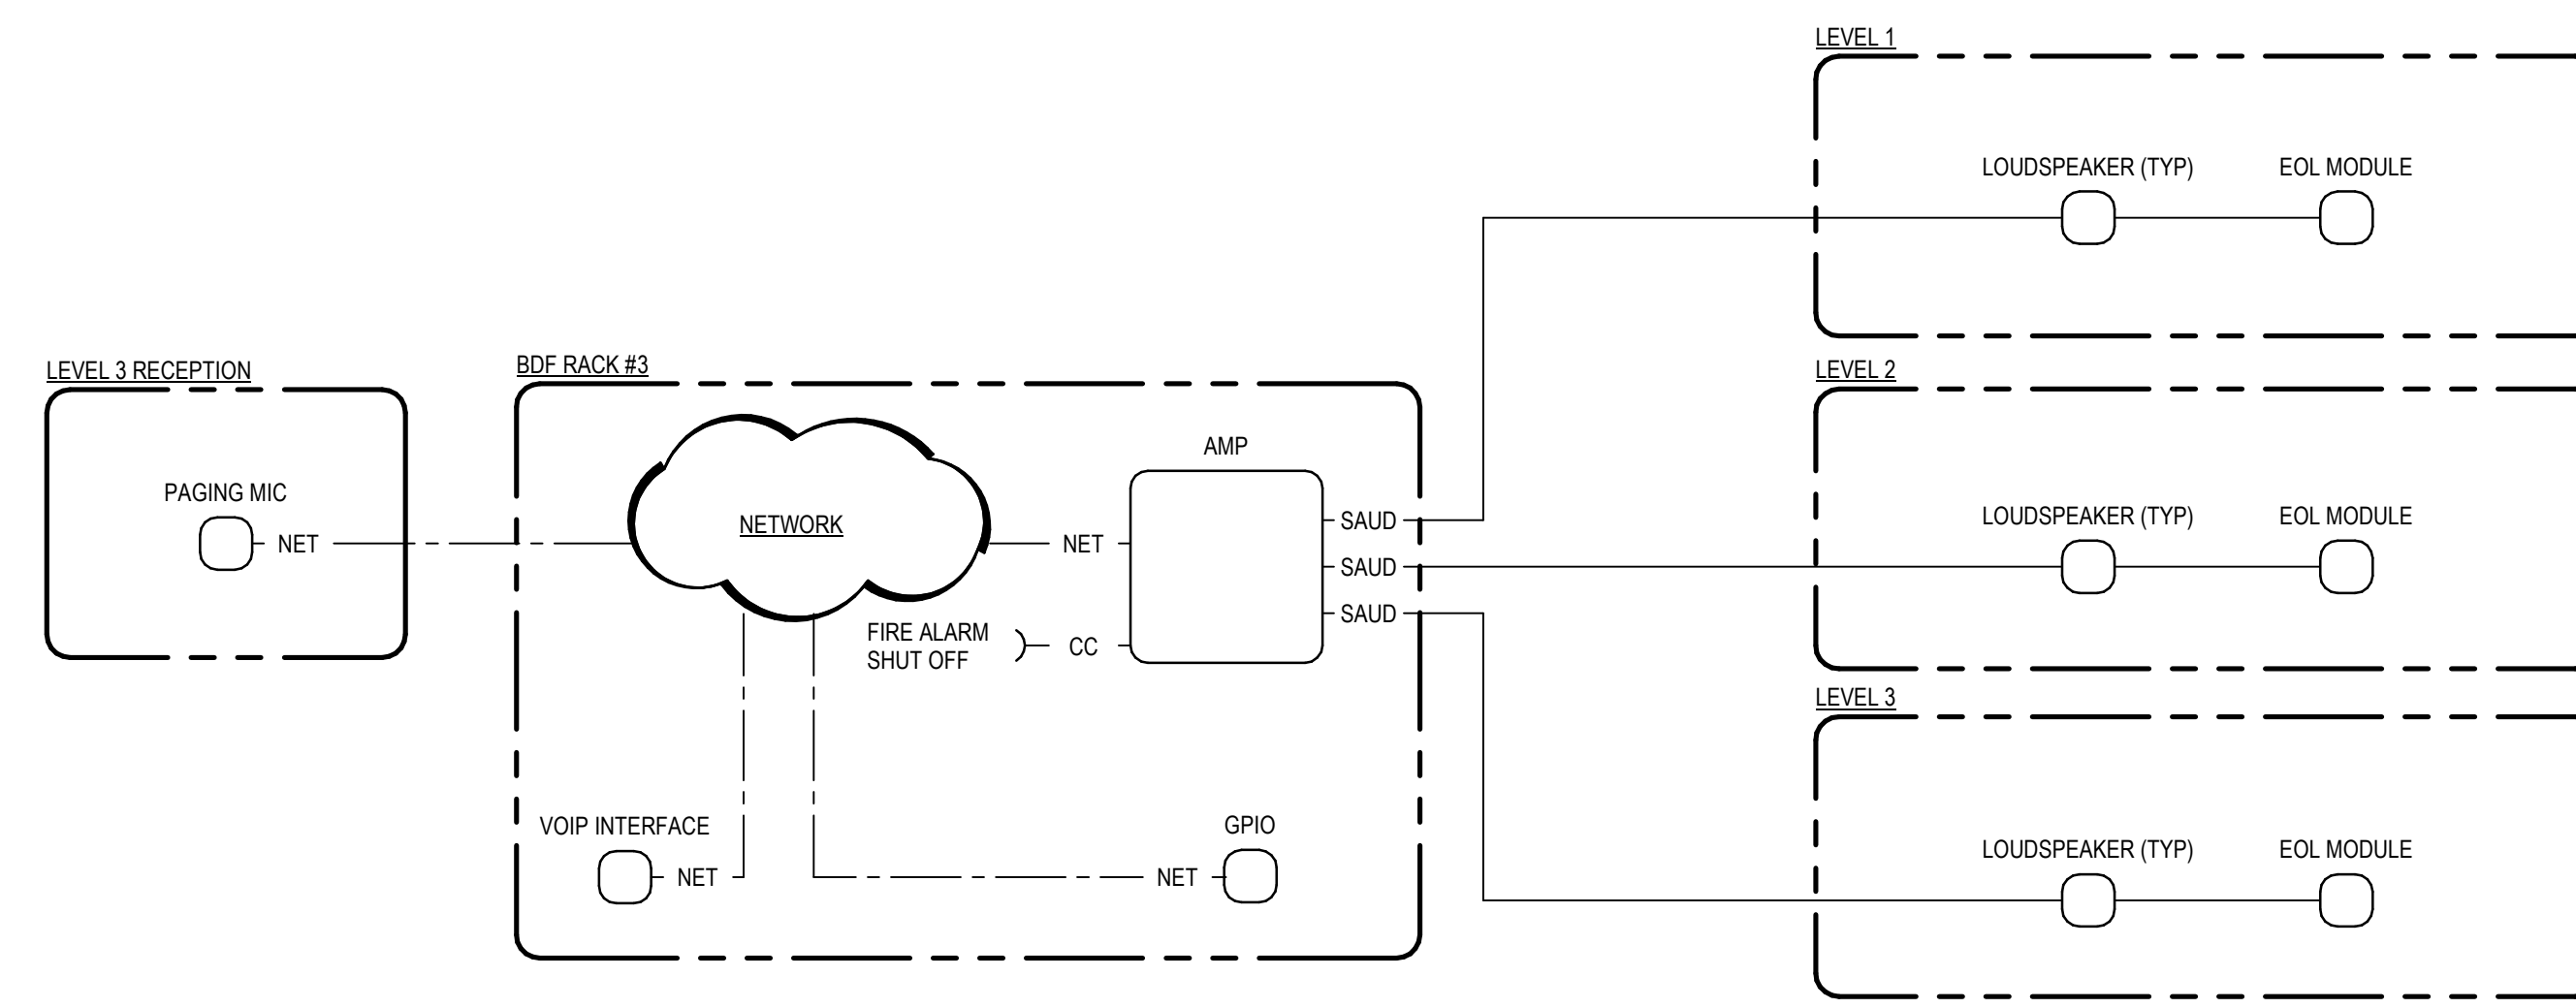 LEVEL 1
LOUDSPEAKER (TYP)
EOL MODULE
LEVEL 3 RECEPTION
PAGING MIC
NET
BDF RACK #3
NETWORK
AMP
NET
SAUD
SAUD
SAUD
FIRE ALARM
SHUT OFF
CC
VOIP INTERFACE
NET
GPIO
NET
LEVEL 2
LOUDSPEAKER (TYP)
EOL MODULE
LEVEL 3
LOUDSPEAKER (TYP)
EOL MODULE